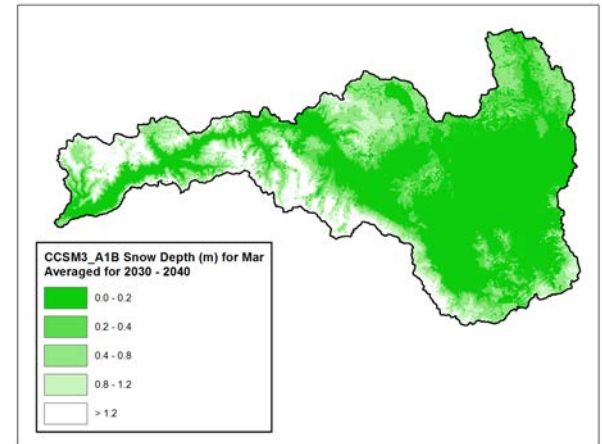 CCSM3_A1B Snow Depth (m) for Mar
Averaged for 2030 - 2040
0.0 - 0.2
0.2 - 0.4
0.4 - 0.8
0.8 - 1.2
> 1.2